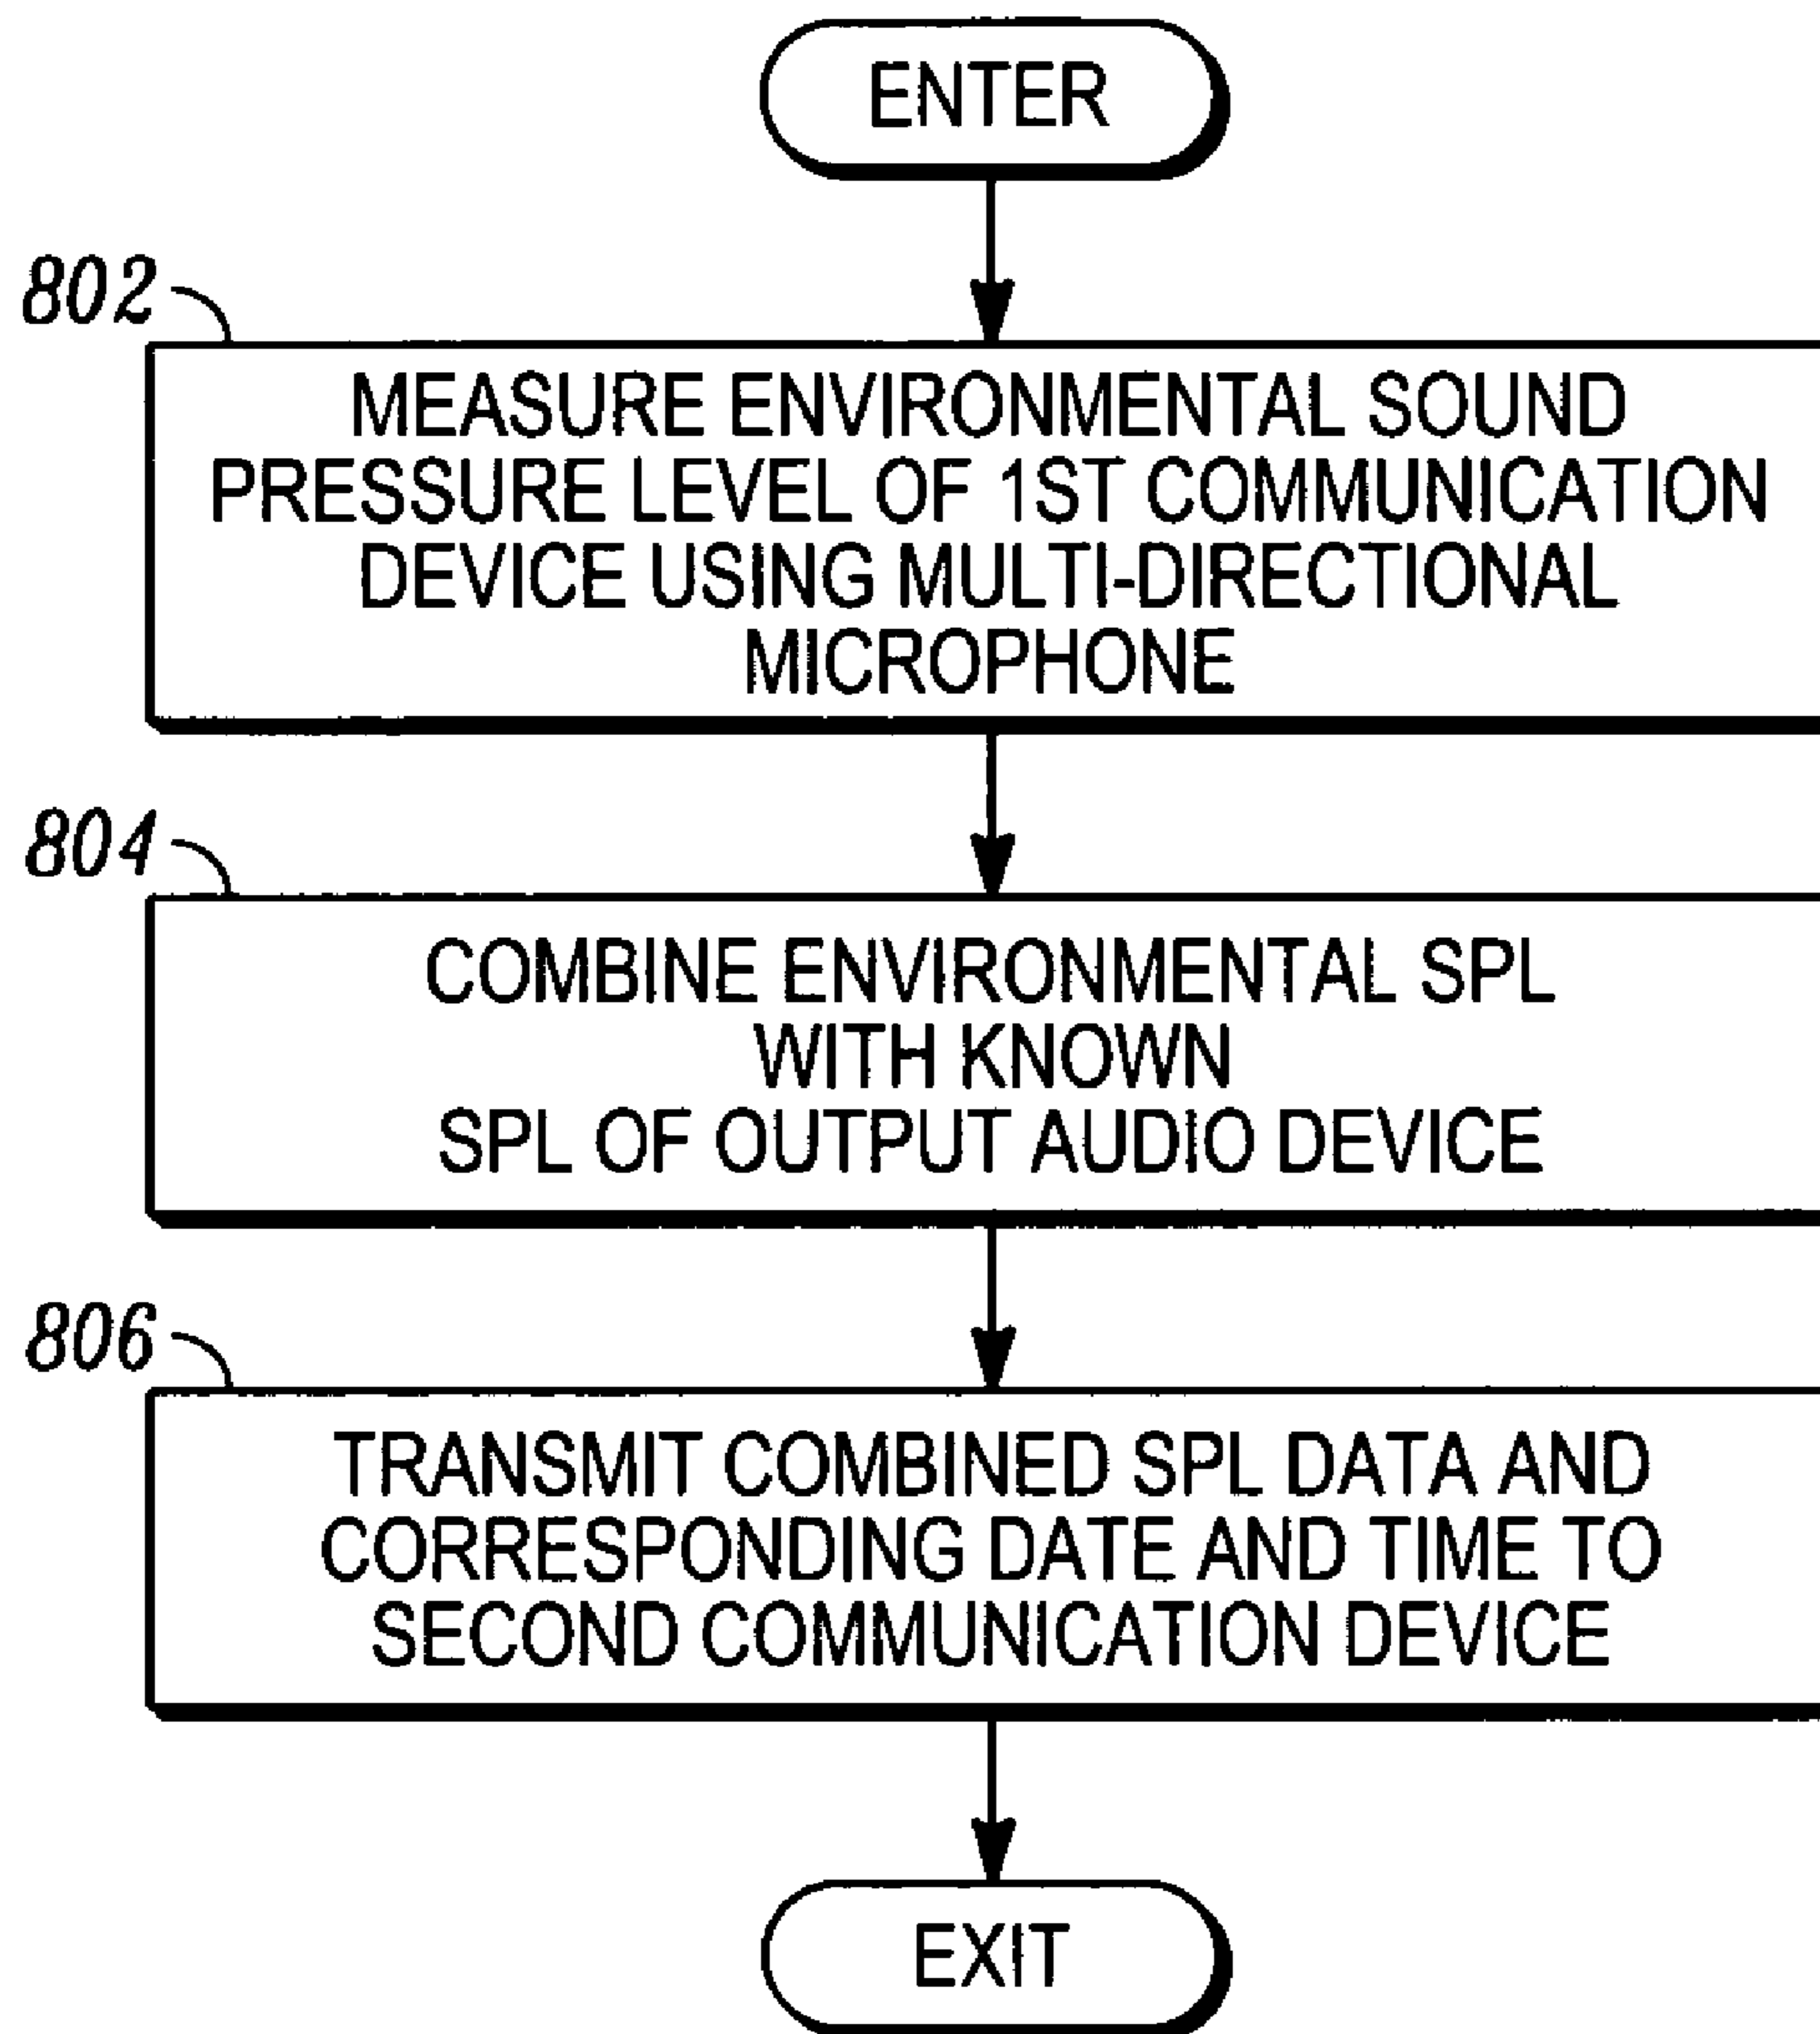 ENTER
802
MEASURE ENVIRONMENTAL SOUND
PRESSURE LEVEL OF 1ST COMMUNICATION
DEVICE USING MULTI-DIRECTIONAL
MICROPHONE
804
COMBINE ENVIRONMENTAL SPL
WITH KNOWN
SPL OF OUTPUT AUDIO DEVICE
806
TRANSMIT COMBINED SPL DATA AND
CORRESPONDING DATE AND TIME TO
SECOND COMMUNICATION DEVICE
EXIT